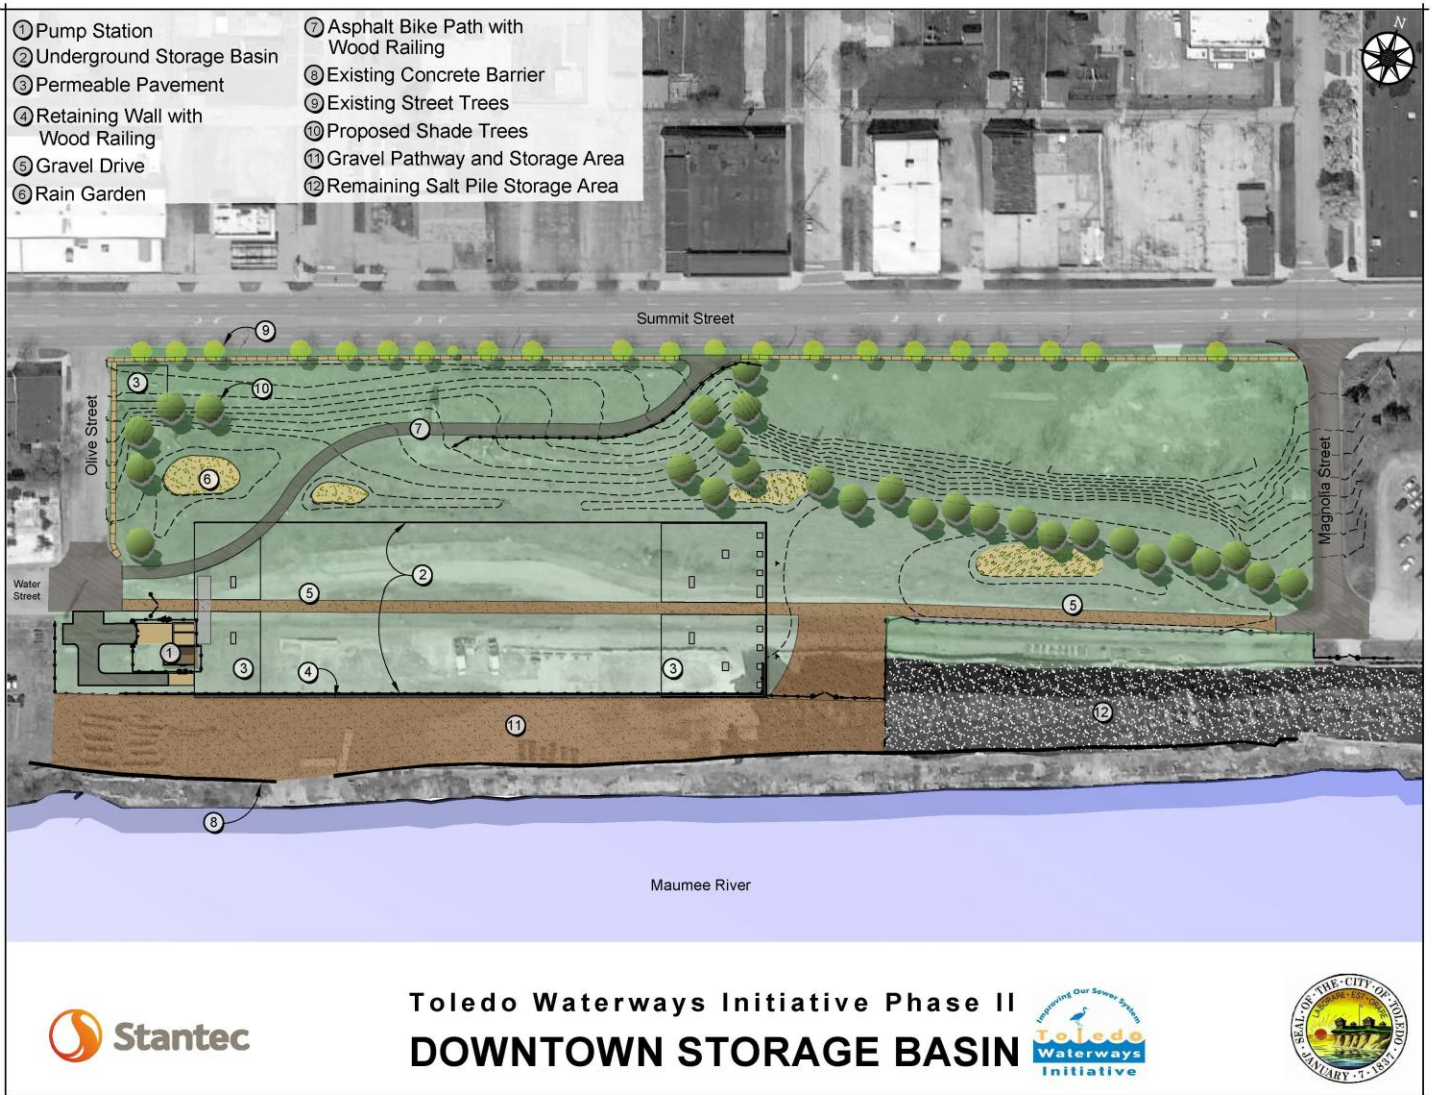 1 Pump Station
2 Underground Storage Basin
3 Permeable Pavement
4 Retaining Wall with
Wood Railing
5 Gravel Drive
6 Rain Garden
7 Asphalt Bike Path with
Wood Railing
8 Existing Concrete Barrier
9 Existing Street Trees
10 Proposed Shade Trees
11 Gravel Pathway and Storage Area
12 Remaining Salt Pile Storage Area
N
Summit Street
9
3
10
Olive Street
7
6
Magnolia Street
2
Water
Street
5
5
1
3
4
3
11
12
8
Maumee River
Stantec
Toledo Waterways Initiative Phase II
DOWNTOWN STORAGE BASIN
Improving Our Sewer System
Toledo
Waterways
Initiative
SEAL·OF·THE·CITY·OF·TOLEDO
LABORARE·EST·ORARE
JANUARY·7·1837